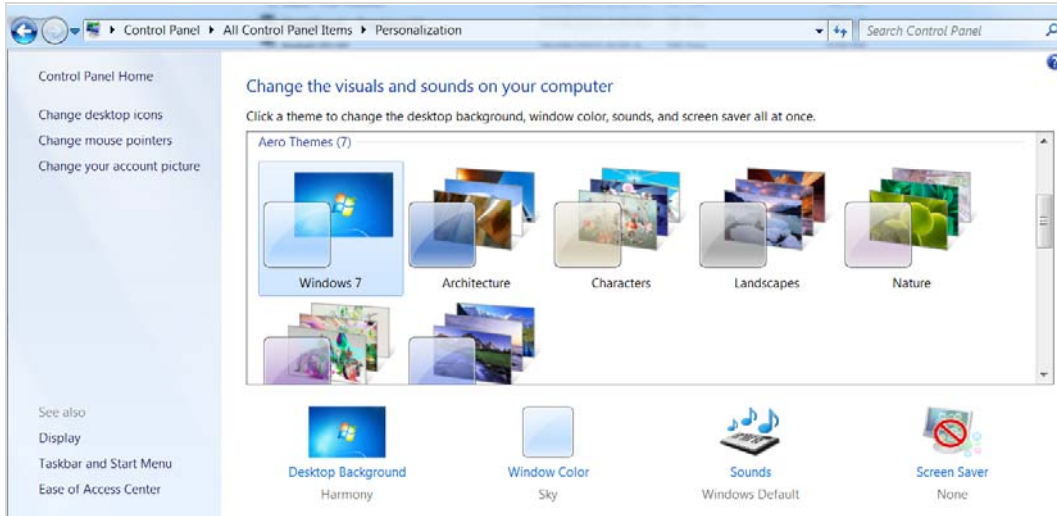 Control Panel ▸ All Control Panel Items ▸ Personalization
Search Control Panel
Control Panel Home
Change desktop icons
Change mouse pointers
Change your account picture
Change the visuals and sounds on your computer
Click a theme to change the desktop background, window color, sounds, and screen saver all at once.
Aero Themes (7)
Windows 7
Architecture
Characters
Landscapes
Nature
See also
Display
Taskbar and Start Menu
Ease of Access Center
Desktop Background
Harmony
Window Color
Sky
Sounds
Windows Default
Screen Saver
None